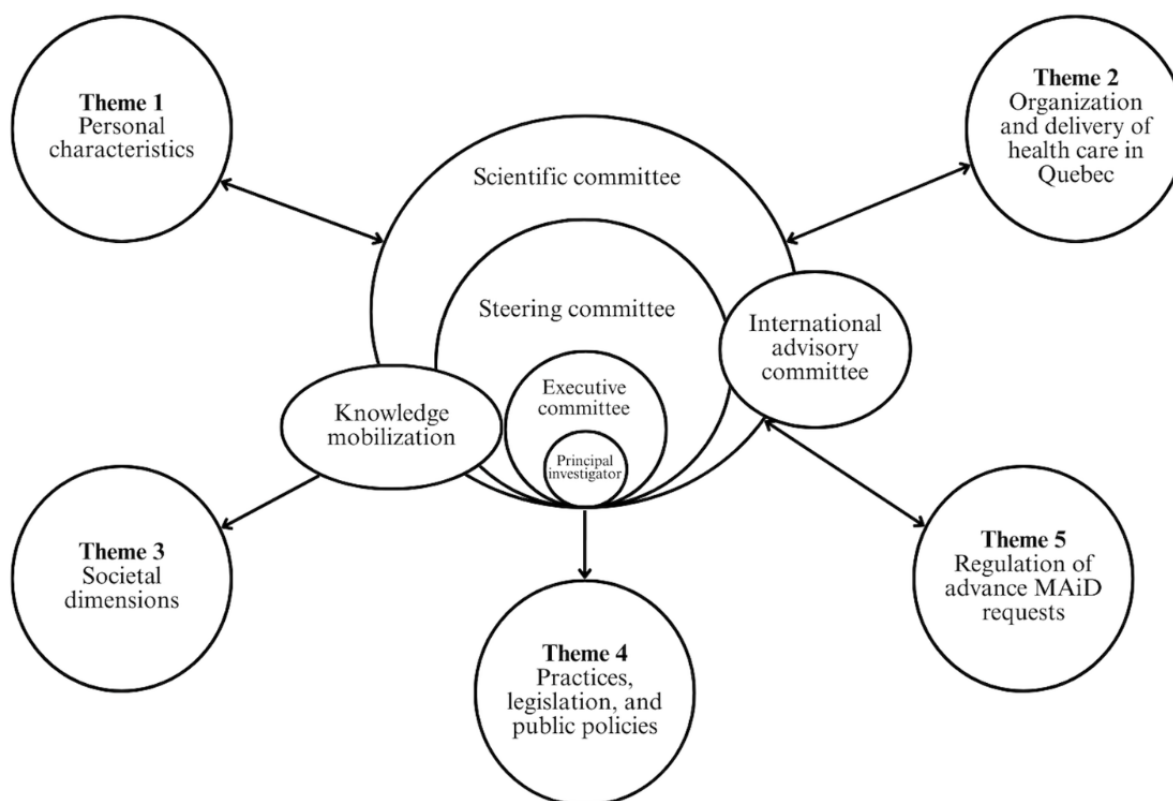 Theme 1
Personal
characteristics
Theme 2
Organization
and delivery of
health care in
Quebec
Scientific committee
Steering committee
International
advisory
committee
Executive
committee
Knowledge
mobilization
Principal
investigator
Theme 3
Societal
dimensions
Theme 5
Regulation of
advance MAiD
requests
Theme 4
Practices,
legislation, and
public policies